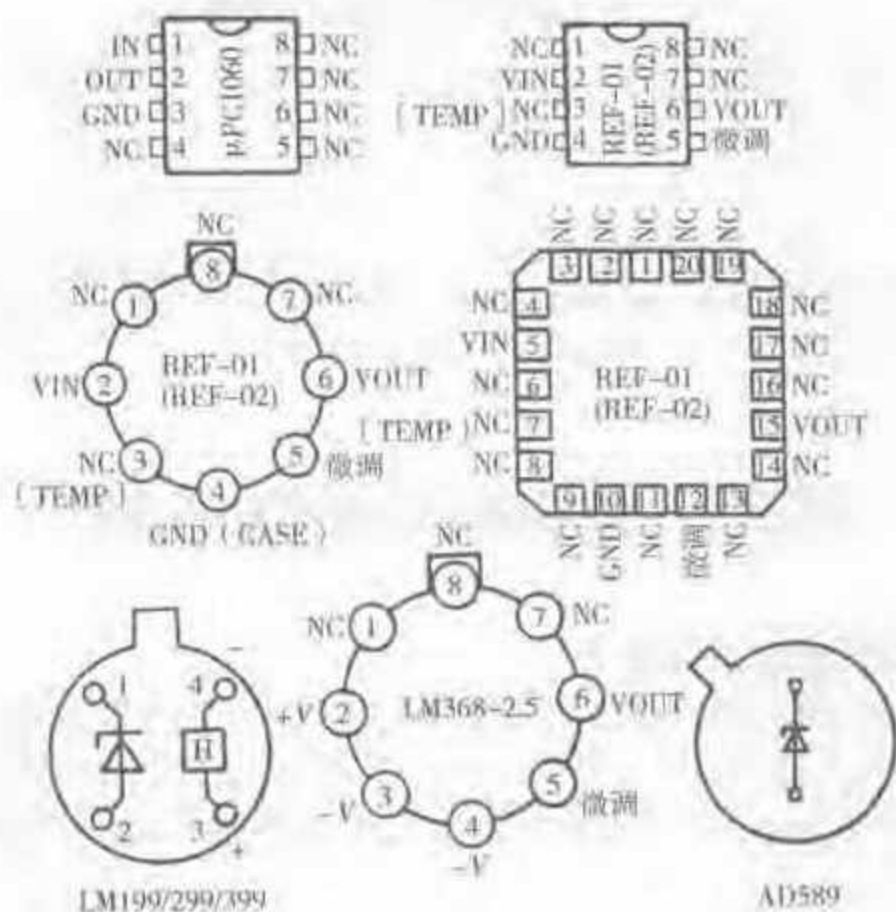 IN 1 8 NC
OUT 2 7 NC
GND 3 6 NC
NC 4 5 NC
μPC1060
NC 1 8 NC
VIN 2 7 NC
[TEMP] NC 3 6 VOUT
GND 4 5 微调
REF-01
(REF-02)
NC
8
NC 1 7 NC
VIN 2 6 VOUT
REF-01
(REF-02)
NC 3 5 微调
[TEMP]
4
GND (CASE)
NC NC NC NC NC
3 2 1 20 19
NC 4 18 NC
VIN 5 17 NC
NC 6 16 NC
[TEMP] NC 7 15 VOUT
NC 8 14 NC
REF-01
(REF-02)
9 10 11 12 13
NC GND NC 微调 NC
1 4 -
H
2 3 +
LM199/299/399
NC
8
NC 1 7 NC
+V 2 LM368-2.5 6 VOUT
-V 3 5 微调
4
-V
AD589